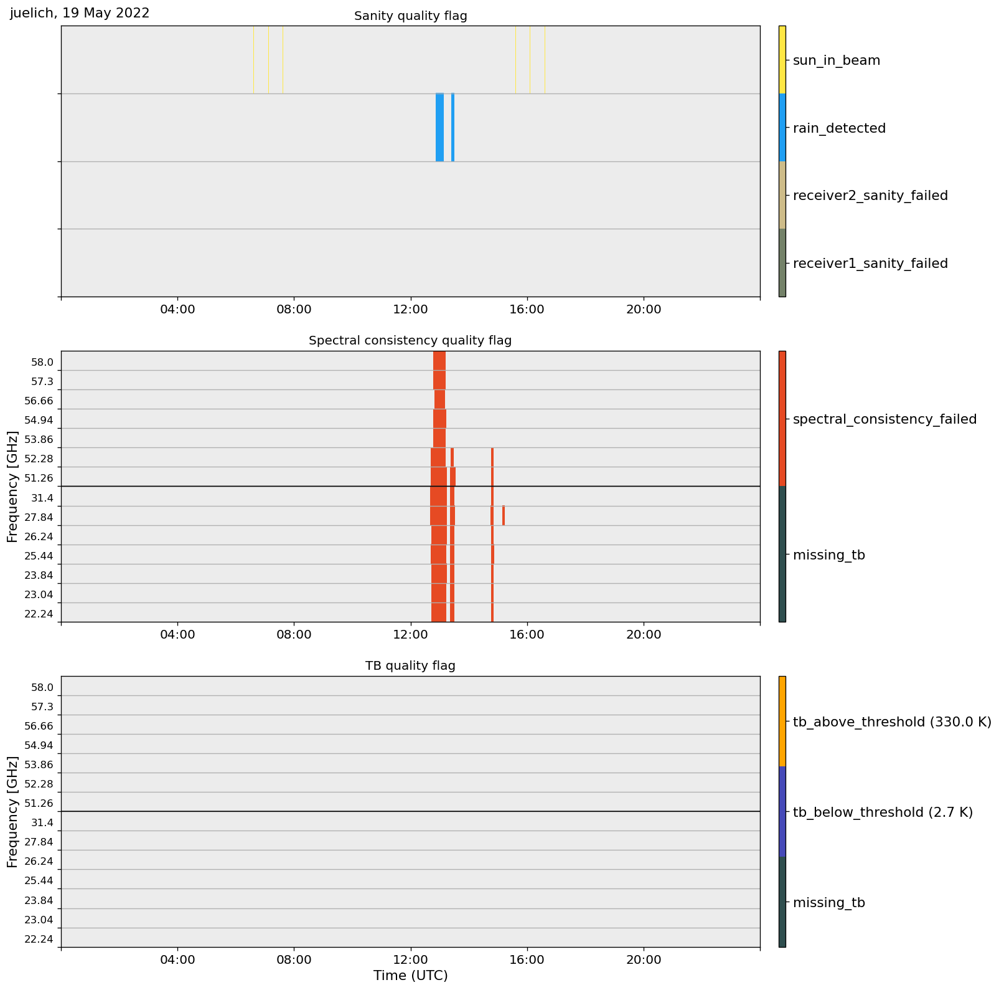 juelich, 19 May 2022
Sanity quality flag
sun_in_beam
rain_detected
receiver2_sanity_failed
receiver1_sanity_failed
04:00 08:00 12:00 16:00 20:00
Spectral consistency quality flag
Frequency [GHz]
58.0
57.3
56.66
54.94
53.86
52.28
51.26
31.4
27.84
26.24
25.44
23.84
23.04
22.24
spectral_consistency_failed
missing_tb
04:00 08:00 12:00 16:00 20:00
TB quality flag
Frequency [GHz]
58.0
57.3
56.66
54.94
53.86
52.28
51.26
31.4
27.84
26.24
25.44
23.84
23.04
22.24
tb_above_threshold (330.0 K)
tb_below_threshold (2.7 K)
missing_tb
04:00 08:00 12:00 16:00 20:00
Time (UTC)